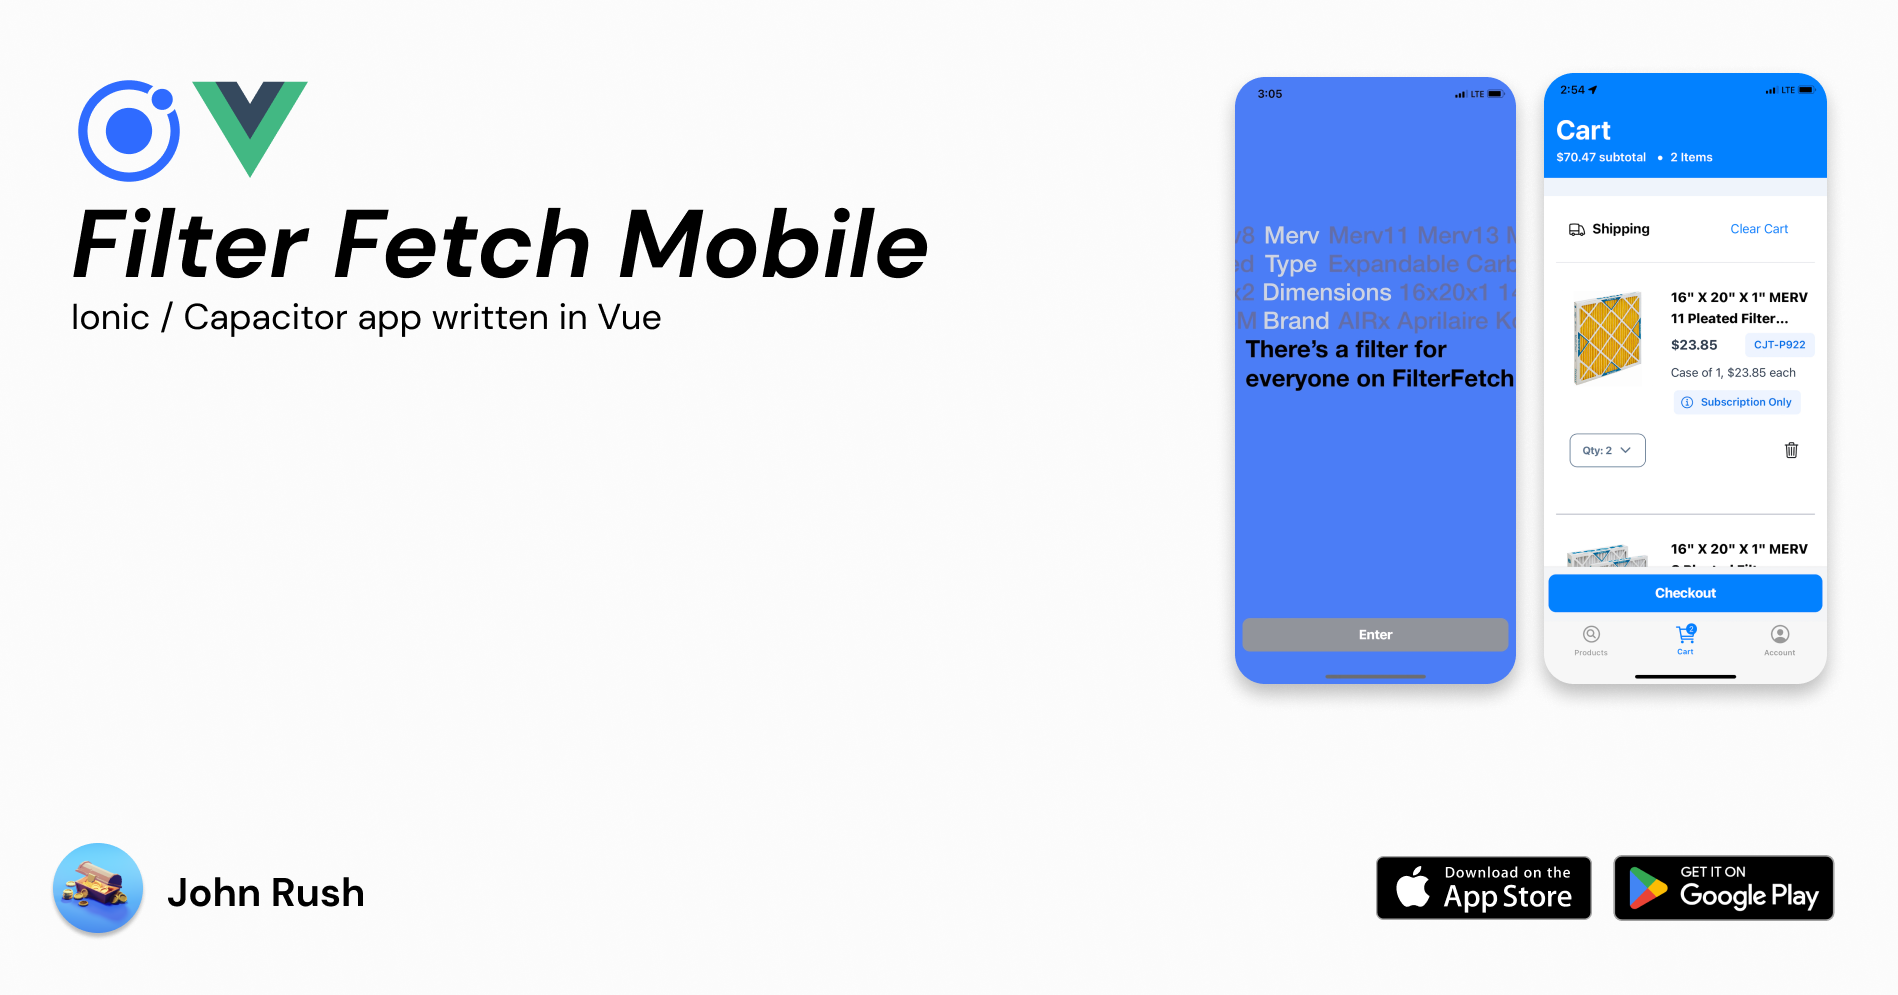 Filter Fetch Mobile
Ionic / Capacitor app written in Vue
3:05
LTE
v8 Merv Merv11 Merv13
Type Expandable Carb
x2 Dimensions 16x20x1 14
M Brand AIRx Aprilaire Ke
There's a filter for
everyone on FilterFetch
Enter
2:54
LTE
Cart
$70.47 subtotal • 2 Items
Shipping
Clear Cart
16" X 20" X 1" MERV
11 Pleated Filter...
$23.85
CJT-P922
Case of 1, $23.85 each
Subscription Only
Qty: 2
16" X 20" X 1" MERV
Checkout
2
Products
Cart
Account
John Rush
Download on the
App Store
GET IT ON
Google Play